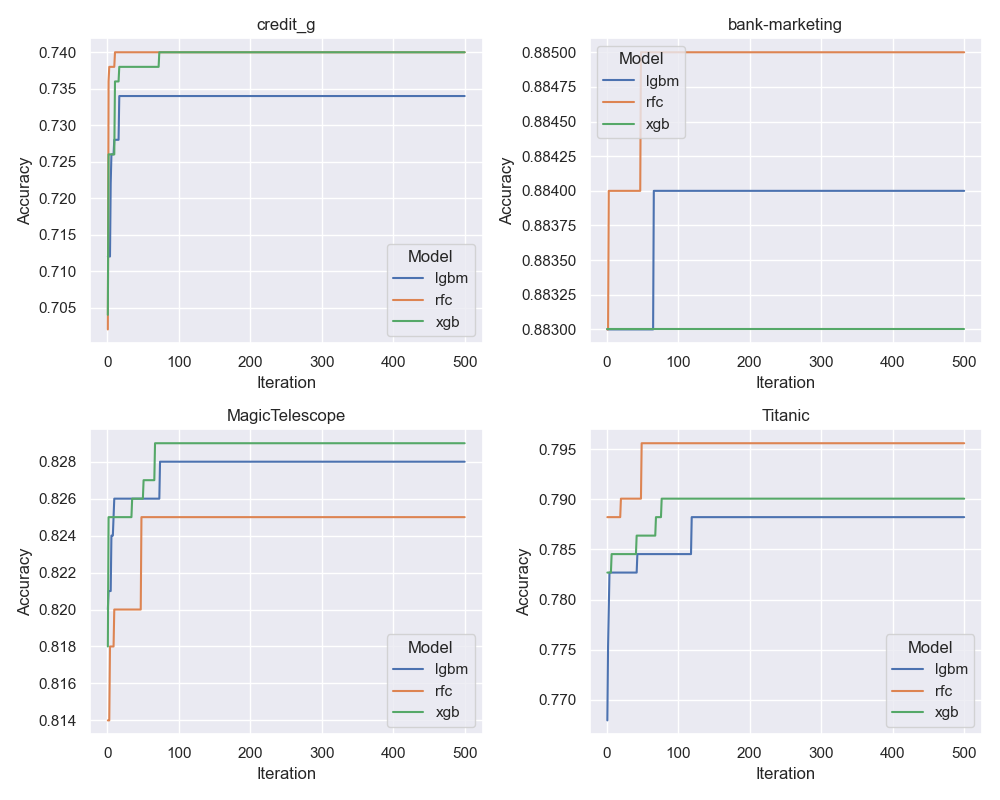 credit_g
0.740
0.735
0.730
0.725
0.720
0.715
0.710
0.705
Accuracy
0 100 200 300 400 500
Iteration
Model
lgbm
rfc
xgb
bank-marketing
0.88500
0.88475
0.88450
0.88425
0.88400
0.88375
0.88350
0.88325
0.88300
Accuracy
0 100 200 300 400 500
Iteration
Model
lgbm
rfc
xgb
MagicTelescope
0.828
0.826
0.824
0.822
0.820
0.818
0.816
0.814
Accuracy
0 100 200 300 400 500
Iteration
Model
lgbm
rfc
xgb
Titanic
0.795
0.790
0.785
0.780
0.775
0.770
Accuracy
0 100 200 300 400 500
Iteration
Model
lgbm
rfc
xgb